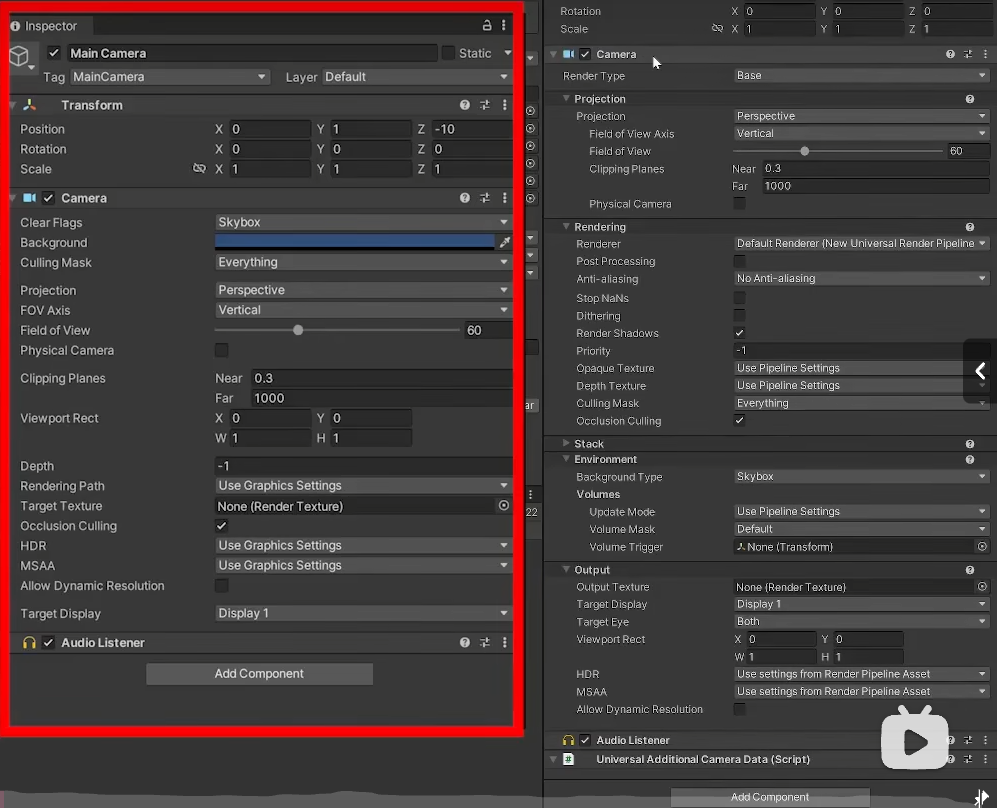 Inspector
Main Camera
Static
Tag MainCamera Layer Default
Transform
Position X 0 Y 1 Z -10
Rotation X 0 Y 0 Z 0
Scale X 1 Y 1 Z 1
Camera
Clear Flags Skybox
Background
Culling Mask Everything
Projection Perspective
FOV Axis Vertical
Field of View 60
Physical Camera
Clipping Planes Near 0.3
Far 1000
Viewport Rect X 0 Y 0
W 1 H 1
Depth -1
Rendering Path Use Graphics Settings
Target Texture None (Render Texture)
Occlusion Culling
HDR Use Graphics Settings
MSAA Use Graphics Settings
Allow Dynamic Resolution
Target Display Display 1
Audio Listener
Add Component
ar
22
Rotation X 0 Y 0 Z 0
Scale X 1 Y 1 Z 1
Camera
Render Type Base
Projection
Projection Perspective
Field of View Axis Vertical
Field of View 60
Clipping Planes Near 0.3
Far 1000
Physical Camera
Rendering
Renderer Default Renderer (New Universal Render Pipeline
Post Processing
Anti-aliasing No Anti-aliasing
Stop NaNs
Dithering
Render Shadows
Priority -1
Opaque Texture Use Pipeline Settings
Depth Texture Use Pipeline Settings
Culling Mask Everything
Occlusion Culling
Stack
Environment
Background Type Skybox
Volumes
Update Mode Use Pipeline Settings
Volume Mask Default
Volume Trigger None (Transform)
Output
Output Texture None (Render Texture)
Target Display Display 1
Target Eye Both
Viewport Rect X 0 Y 0
W 1 H 1
HDR Use settings from Render Pipeline Asset
MSAA Use settings from Render Pipeline Asset
Allow Dynamic Resolution
Audio Listener
# Universal Additional Camera Data (Script)
Add Component